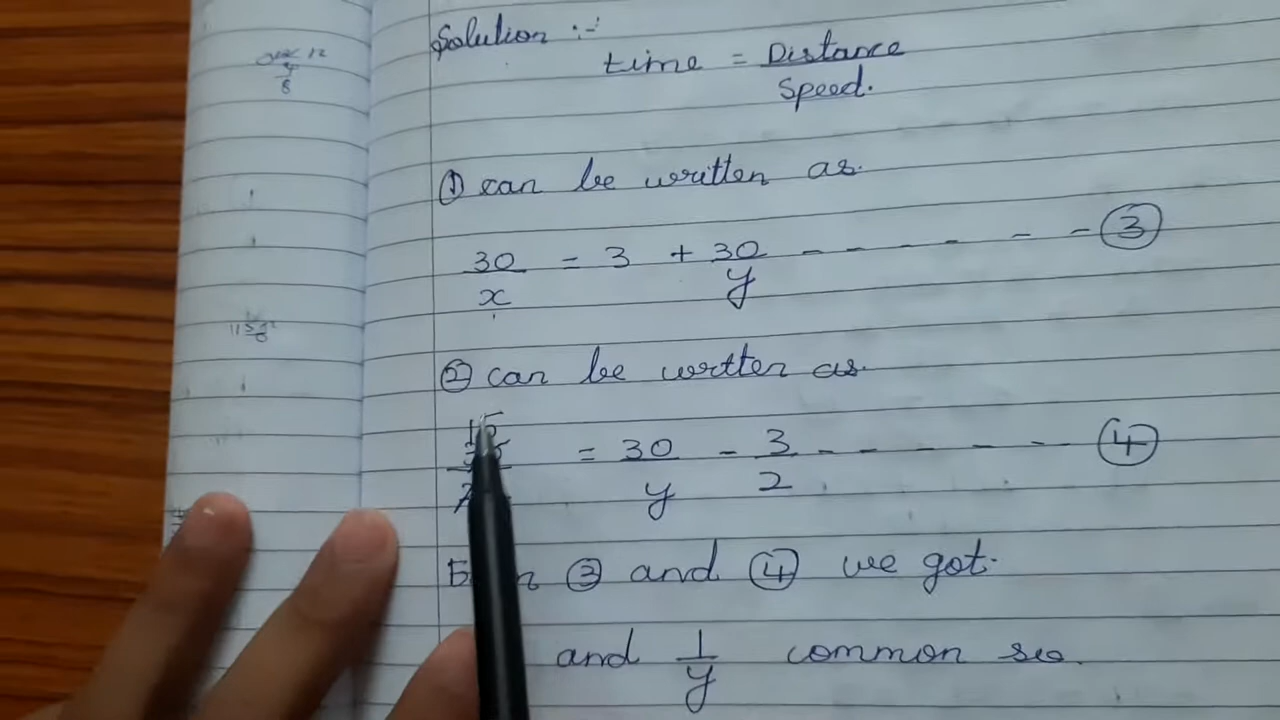 Solution :-
time = Distance
Speed.
① can be written as.
30 = 3 + 30 - - - - - - ③
x y
② can be written as.
15
= 30 - 3 - - - - - - ④
y 2
③ and ④ we got.
and 1 common so.
y